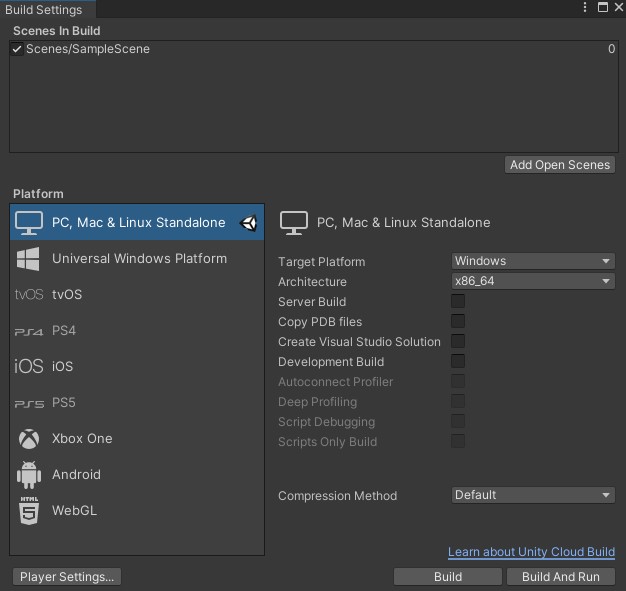 Build Settings
Scenes In Build
Scenes/SampleScene 0
Add Open Scenes
Platform
PC, Mac & Linux Standalone
Universal Windows Platform
tvOS tvOS
PS4 PS4
iOS iOS
PS5 PS5
Xbox One
Android
HTML 5 WebGL
PC, Mac & Linux Standalone
Target Platform Windows
Architecture x86_64
Server Build
Copy PDB files
Create Visual Studio Solution
Development Build
Autoconnect Profiler
Deep Profiling
Script Debugging
Scripts Only Build
Compression Method Default
Learn about Unity Cloud Build
Player Settings... Build Build And Run